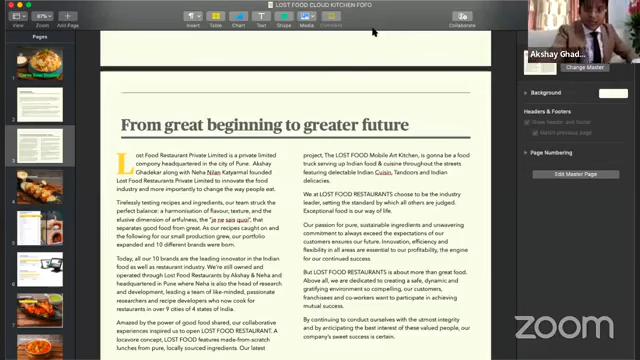 LOST FOOD CLOUD KITCHEN FOFO
View
Zoom
Add Page
87%
Insert
Table
Chart
Text
Shape
Media
Comment
Collaborate
Pages
1
2
3
4
5
6
7
8
From great beginning to greater future
Lost Food Restaurant Private Limited is a private limited
company headquartered in the city of Pune. Akshay
Ghadekar along with Neha Nilan Katyarmal founded
Lost Food Restaurants Private Limited to innovate the food
industry and more importantly to change the way people eat.
Tirelessly testing recipes and ingredients, our team struck the
perfect balance: a harmonisation of flavour, texture, and the
elusive dimension of artfulness, the "je ne sais quoi", that
separates good food from great. As our recipes caught on and
the following for our small project grew, our portfolio
expanded and 10 different brands were born.
Today, all our 10 brands are the leading innovator in the Indian
food as well as restaurant industry. We're still owned and
operated through Lost Food Restaurants by Akshay & Neha and
headquartered in Pune where Neha is also the head of research
and development, leading a team of like-minded, passionate
researchers and recipe developers who now cook for
restaurants in over 9 cities of 4 states of India.
Amazed by the power of good food shared, our collaborative
experiences inspired us to open LOST FOOD RESTAURANT. A
locavore concept, LOST FOOD features made-from-scratch
lunches from pure, locally sourced ingredients. Our latest
project, The LOST FOOD Mobile Art Kitchen, is gonna be a food
truck serving up Indian food & cuisine throughout the streets
featuring delectable Indian Cuisin, Tandoors and Indian
delicacies.
We at LOST FOOD RESTAURANTS choose to be the industry
leader, setting the standard by which all others are judged.
Exceptional food is our way of life.
Our passion for pure, sustainable ingredients and unwavering
commitment to always exceed the expectations of our
customers ensures our future. Innovation, efficiency and
flexibility in all areas are essential to our profitability, the engine
for our continued success.
But LOST FOOD RESTAURANTS is about more than great food.
Above all, we are dedicated to creating a safe, dynamic and
gratifying environment so compelling, our customers,
franchisees and co-workers want to participate in achieving
mutual success.
By continuing to conduct ourselves with the utmost integrity
and by anticipating the best interest of these valued people, our
company's sweet success is certain.
Akshay Ghad...
Change Master
Background
Headers & Footers
Show header and footer
Match previous page
Page Numbering
Edit Master Page
zoom